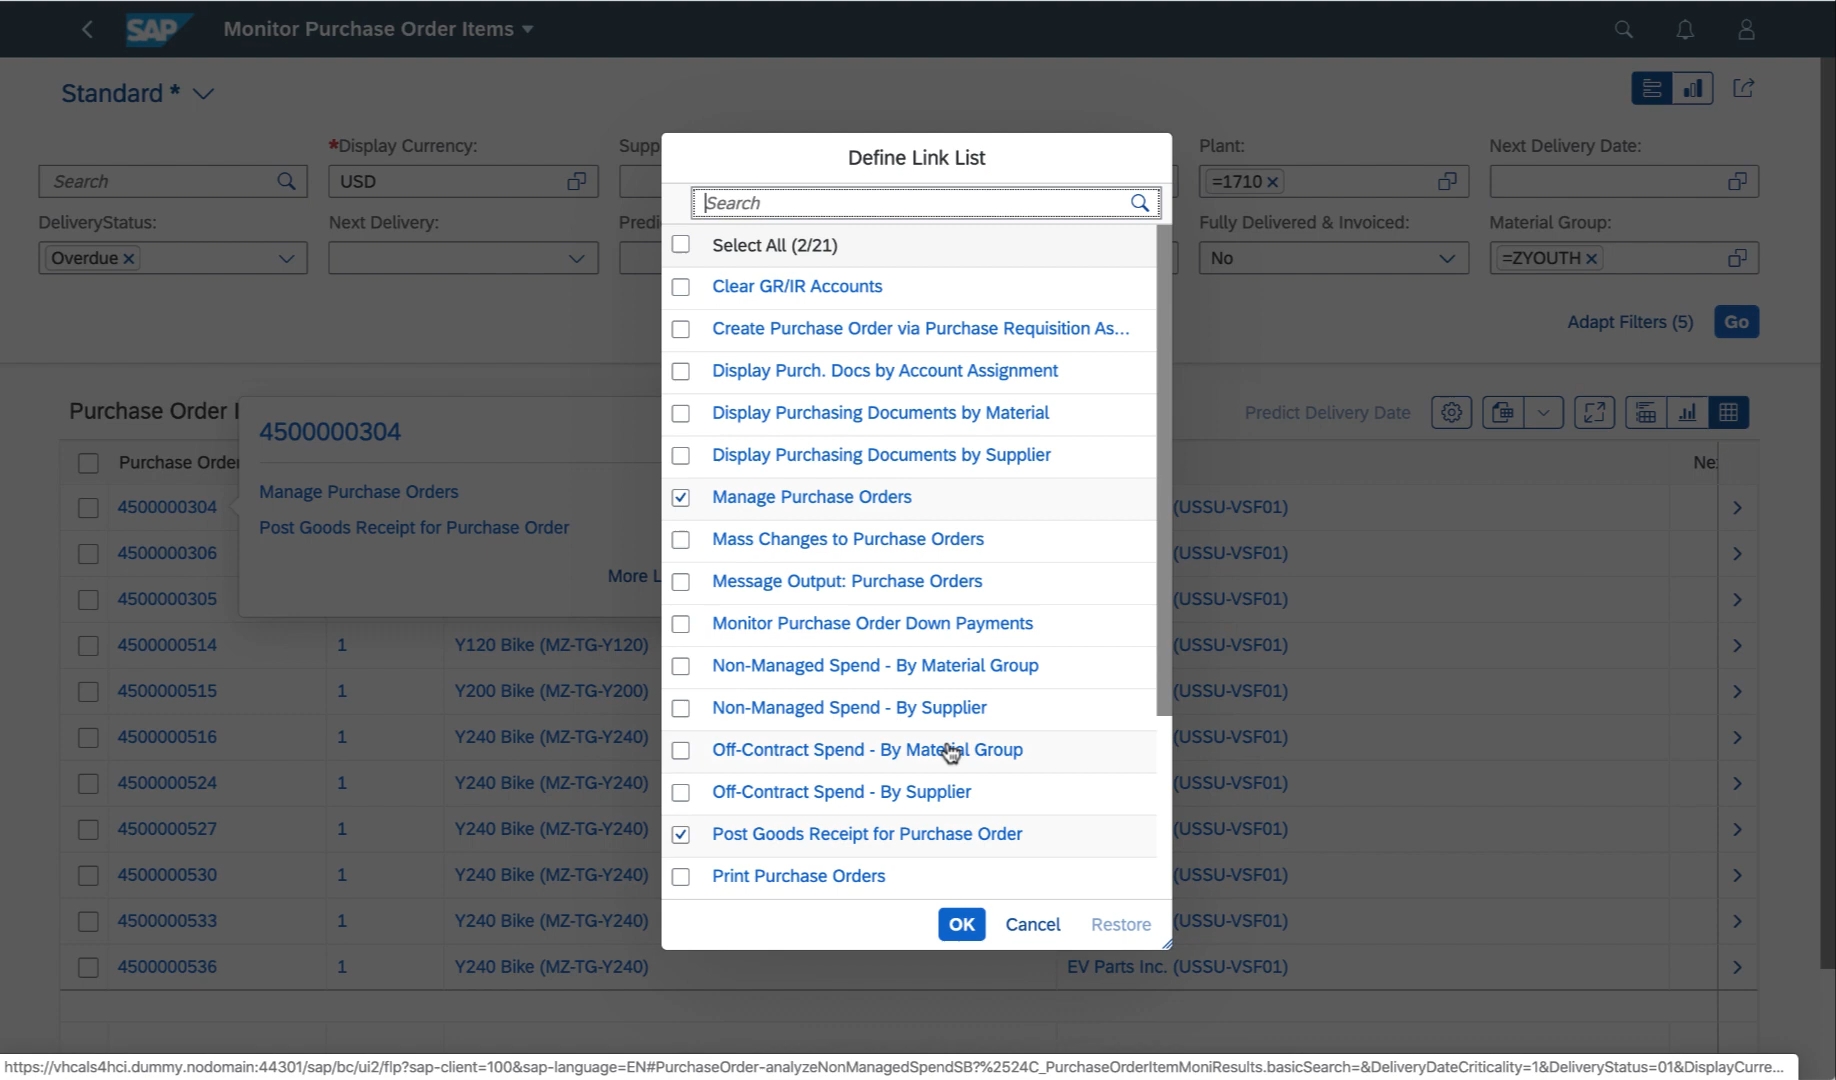 SAP Monitor Purchase Order Items
Standard *
*Display Currency:
Supp
Plant:
Next Delivery Date:
Search
USD
=1710
DeliveryStatus:
Next Delivery:
Predi
Fully Delivered & Invoiced:
Material Group:
Overdue
No
=ZYOUTH
Adapt Filters (5)
Go
Purchase Order I
Predict Delivery Date
Purchase Order
Ne
4500000304
Manage Purchase Orders
Post Goods Receipt for Purchase Order
More L
4500000304
(USSU-VSF01)
4500000306
(USSU-VSF01)
4500000305
(USSU-VSF01)
4500000514 1 Y120 Bike (MZ-TG-Y120) (USSU-VSF01)
4500000515 1 Y200 Bike (MZ-TG-Y200) (USSU-VSF01)
4500000516 1 Y240 Bike (MZ-TG-Y240) (USSU-VSF01)
4500000524 1 Y240 Bike (MZ-TG-Y240) (USSU-VSF01)
4500000527 1 Y240 Bike (MZ-TG-Y240) (USSU-VSF01)
4500000530 1 Y240 Bike (MZ-TG-Y240) (USSU-VSF01)
4500000533 1 Y240 Bike (MZ-TG-Y240) (USSU-VSF01)
4500000536 1 Y240 Bike (MZ-TG-Y240) EV Parts Inc. (USSU-VSF01)
Define Link List
Search
Select All (2/21)
Clear GR/IR Accounts
Create Purchase Order via Purchase Requisition As...
Display Purch. Docs by Account Assignment
Display Purchasing Documents by Material
Display Purchasing Documents by Supplier
Manage Purchase Orders
Mass Changes to Purchase Orders
Message Output: Purchase Orders
Monitor Purchase Order Down Payments
Non-Managed Spend - By Material Group
Non-Managed Spend - By Supplier
Off-Contract Spend - By Material Group
Off-Contract Spend - By Supplier
Post Goods Receipt for Purchase Order
Print Purchase Orders
OK
Cancel
Restore
https://vhcals4hci.dummy.nodomain:44301/sap/bc/ui2/flp?sap-client=100&sap-language=EN#PurchaseOrder-analyzeNonManagedSpendSB?%2524C_PurchaseOrderItemMoniResults.basicSearch=&DeliveryDateCriticality=1&DeliveryStatus=01&DisplayCurre...